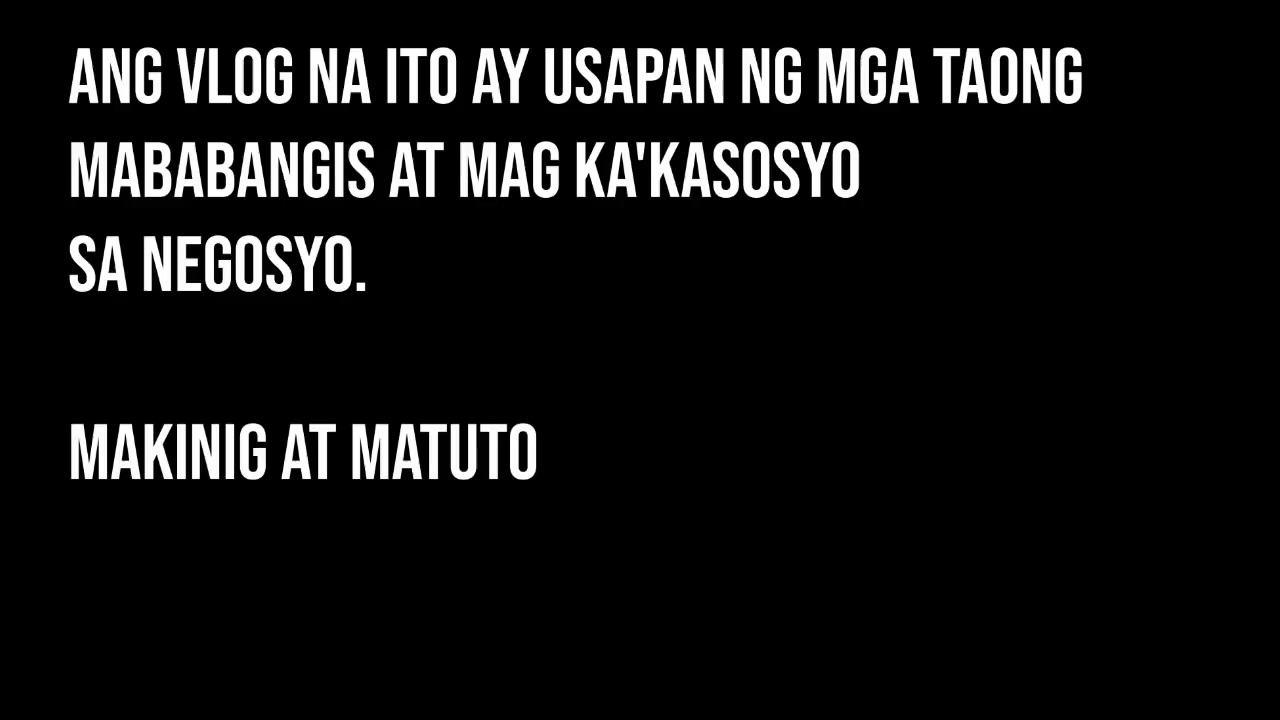 ANG VLOG NA ITO AY USAPAN NG MGA TAONG
MABABANGIS AT MAG KA'KASOSYO
SA NEGOSYO.
MAKINIG AT MATUTO